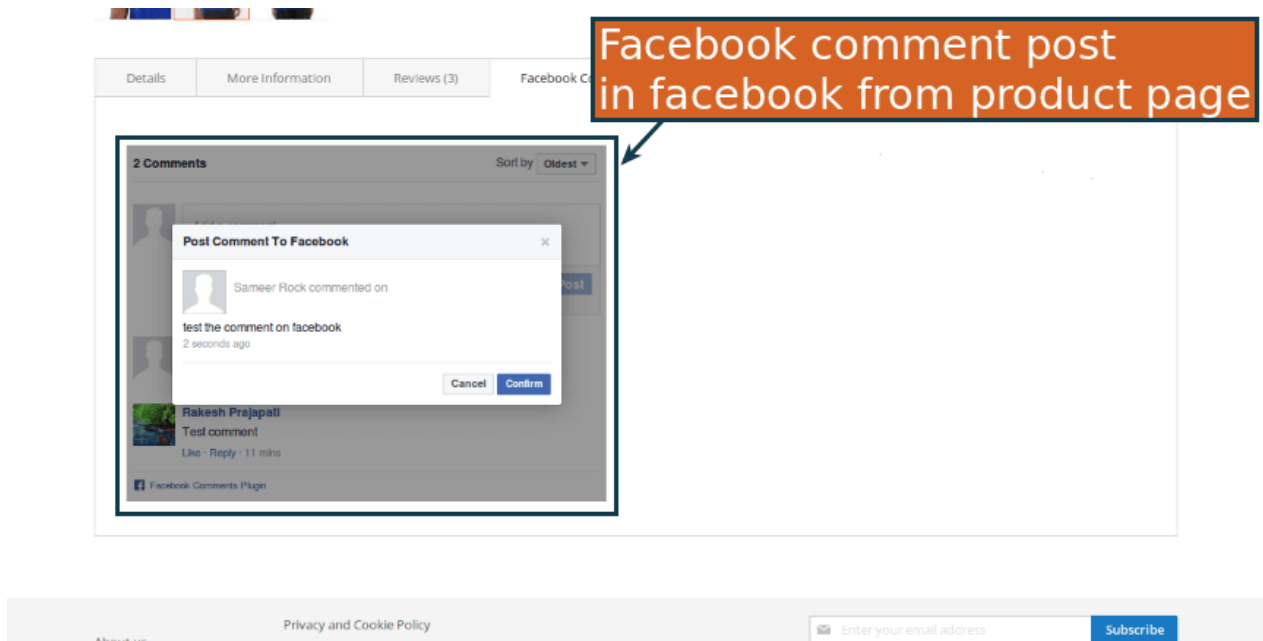 Facebook comment post
in facebook from product page
Details
More Information
Reviews (3)
Facebook
2 Comments
Sort by Oldest
Post Comment To Facebook
Sameer Rock commented on
Post
test the comment on facebook
2 seconds ago
Cancel Confirm
Rakesh Prajapati
Test comment
Like · Reply · 11 mins
Facebook Comments Plugin
Privacy and Cookie Policy
Enter your email address
Subscribe
About us